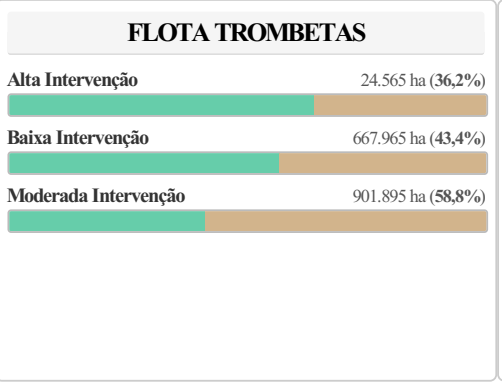 FLOTA TROMBETAS
Alta Intervenção 24.565 ha (36,2%)
Baixa Intervenção 667.965 ha (43,4%)
Moderada Intervenção 901.895 ha (58,8%)